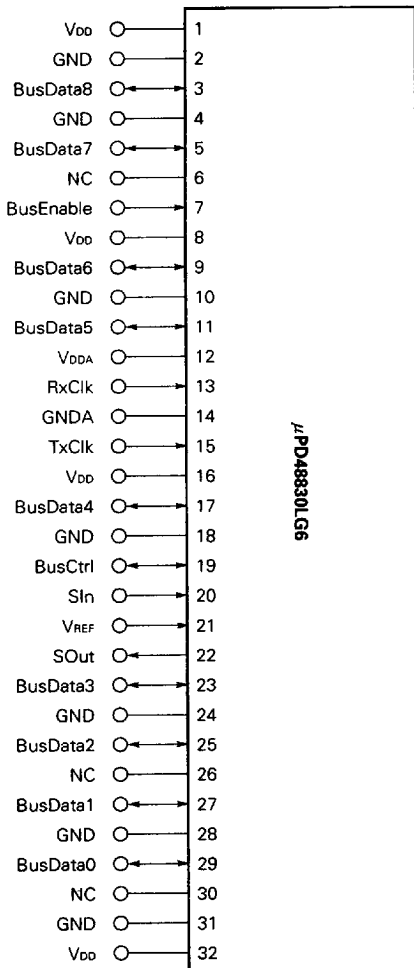 VDD 1
GND 2
BusData8 3
GND 4
BusData7 5
NC 6
BusEnable 7
VDD 8
BusData6 9
GND 10
BusData5 11
VDDA 12
RxClk 13
GNDA 14
TxClk 15
VDD 16
BusData4 17
GND 18
BusCtrl 19
SIn 20
VREF 21
SOut 22
BusData3 23
GND 24
BusData2 25
NC 26
BusData1 27
GND 28
BusData0 29
NC 30
GND 31
VDD 32
μPD48830LG6